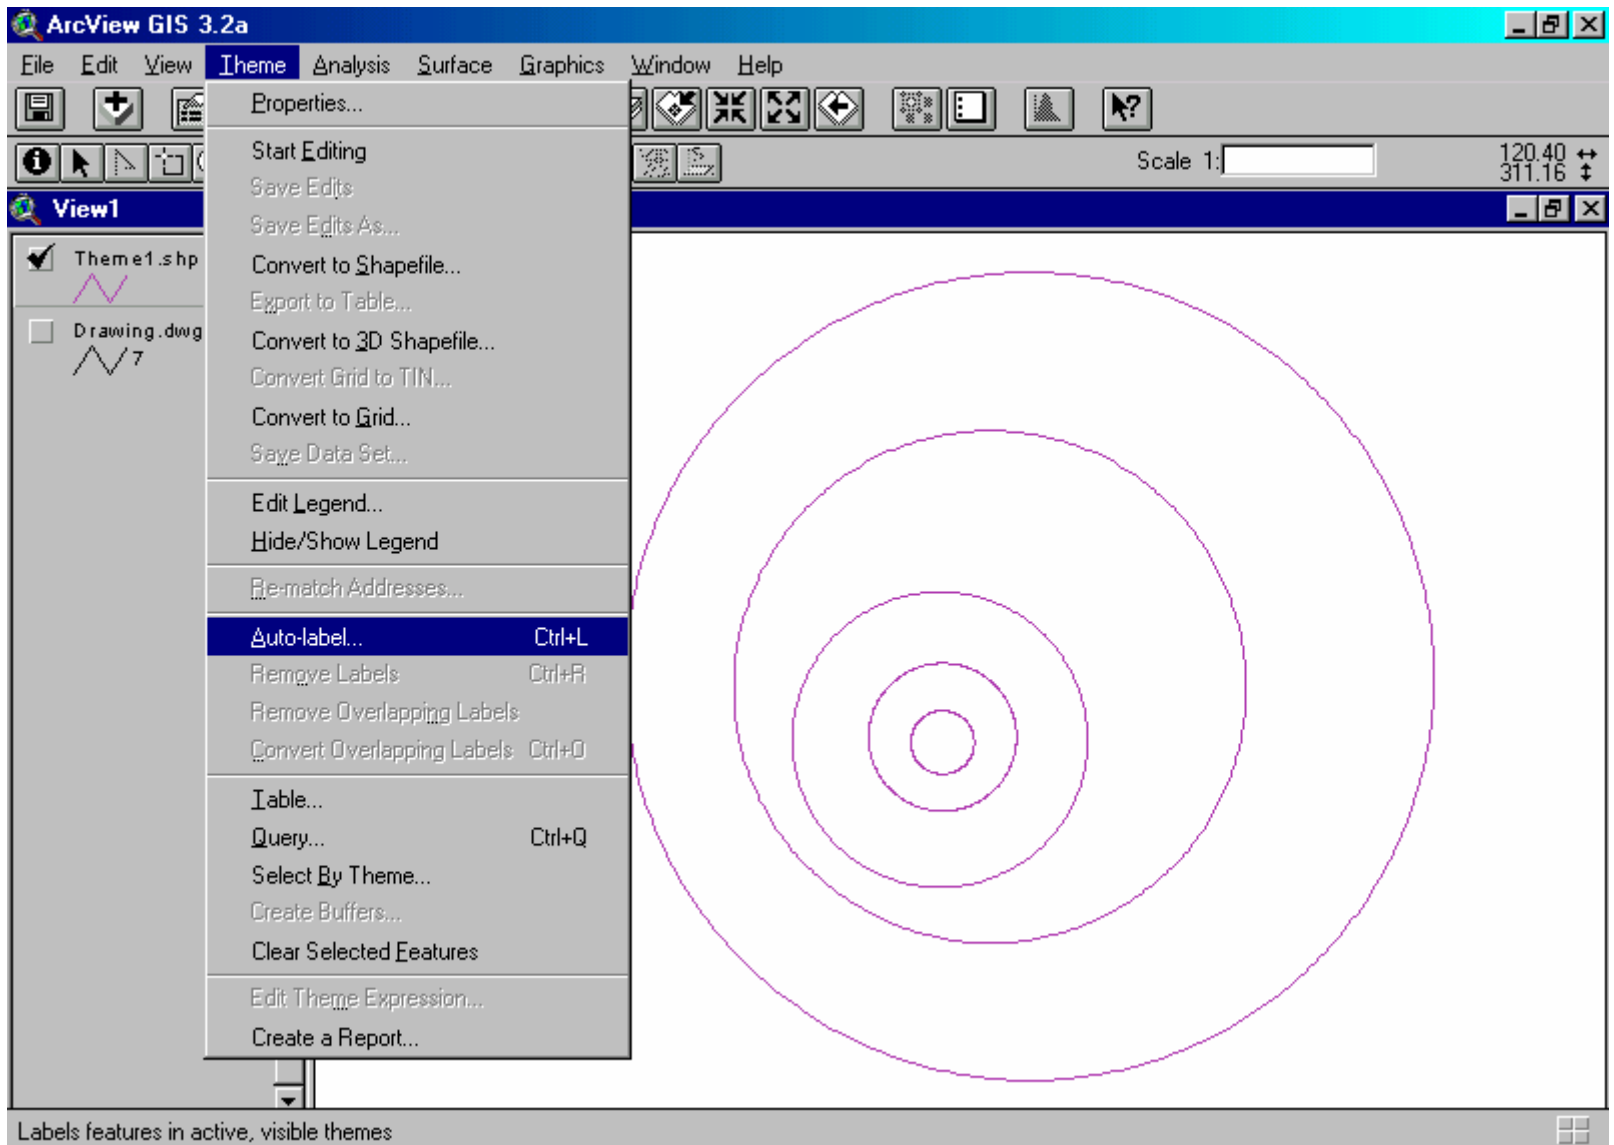 ArcView GIS 3.2a
File Edit View Theme Analysis Surface Graphics Window Help
Scale 1:
120.40
311.16
View1
Theme1.shp
Drawing.dwg
7
Properties...
Start Editing
Save Edits
Save Edits As...
Convert to Shapefile...
Export to Table...
Convert to 3D Shapefile...
Convert Grid to TIN...
Convert to Grid...
Save Data Set...
Edit Legend...
Hide/Show Legend
Re-match Addresses...
Auto-label... Ctrl+L
Remove Labels Ctrl+R
Remove Overlapping Labels
Convert Overlapping Labels Ctrl+O
Table...
Query... Ctrl+Q
Select By Theme...
Create Buffers...
Clear Selected Features
Edit Theme Expression...
Create a Report...
Labels features in active, visible themes